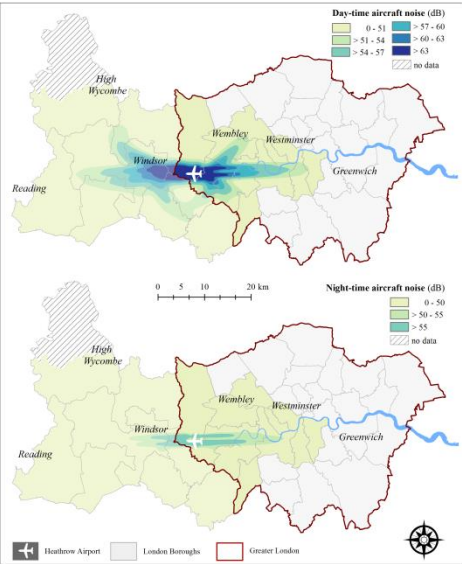 Day-time aircraft noise (dB)
0 - 51
> 51 - 54
> 54 - 57
> 57 - 60
> 60 - 63
> 63
no data
High
Wycombe
Wembley
Westminster
Windsor
Reading
Greenwich
0 5 10 20 km
Night-time aircraft noise (dB)
0 - 50
> 50 - 55
> 55
no data
High
Wycombe
Wembley
Westminster
Windsor
Reading
Greenwich
Heathrow Airport
London Boroughs
Greater London